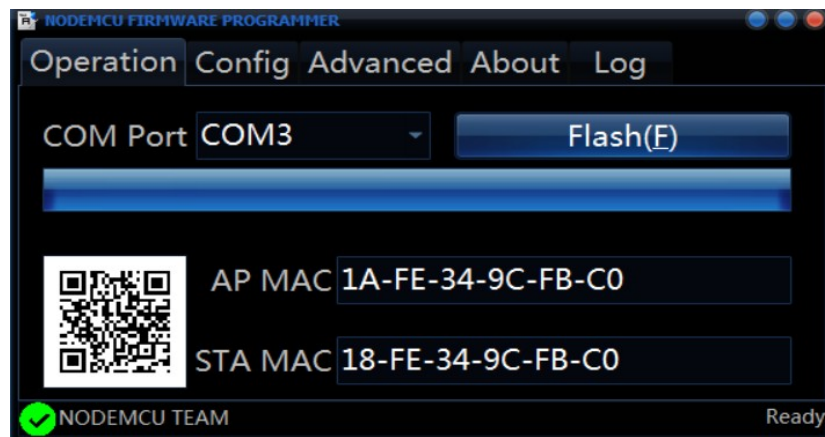 NODEMCU FIRMWARE PROGRAMMER
Operation Config Advanced About Log
COM Port COM3 Flash(F)
AP MAC 1A-FE-34-9C-FB-C0
STA MAC 18-FE-34-9C-FB-C0
NODEMCU TEAM Ready